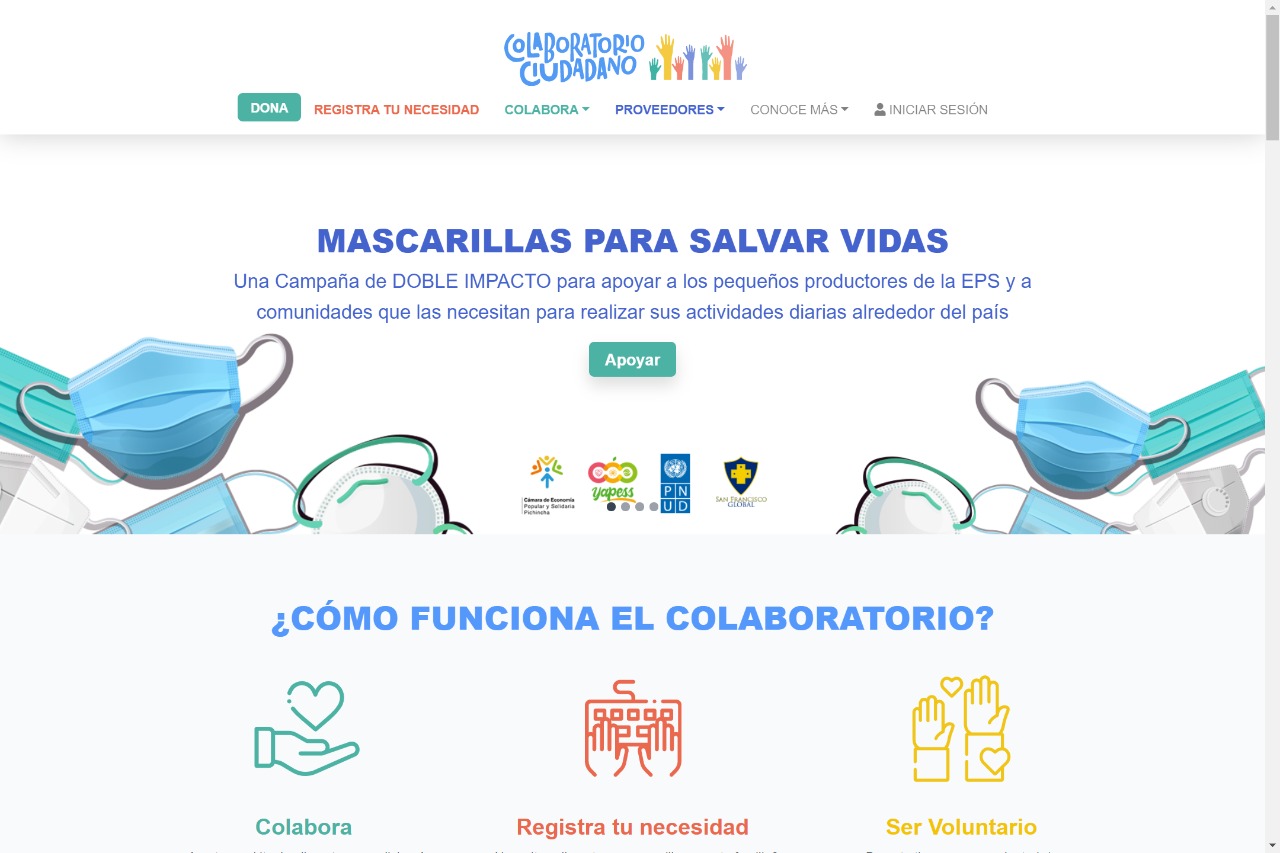 COLABORATORIO
CIUDADANO
DONA
REGISTRA TU NECESIDAD
COLABORA
PROVEEDORES
CONOCE MÁS
INICIAR SESIÓN
MASCARILLAS PARA SALVAR VIDAS
Una Campaña de DOBLE IMPACTO para apoyar a los pequeños productores de la EPS y a
comunidades que las necesitan para realizar sus actividades diarias alrededor del país
Apoyar
Cámara de Economía
Popular y Solidaria
Pichincha
yapess
PN
UD
SAN FRANCISCO
GLOBAL
¿CÓMO FUNCIONA EL COLABORATORIO?
Colabora
Registra tu necesidad
Ser Voluntario